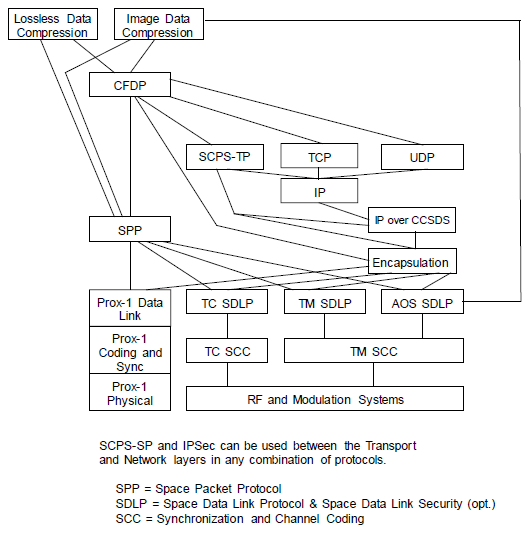 Lossless Data
Compression
Image Data
Compression
CFDP
SCPS-TP
TCP
UDP
IP
IP over CCSDS
SPP
Encapsulation
Prox-1 Data
Link
TC SDLP
TM SDLP
AOS SDLP
Prox-1
Coding and
Sync
TC SCC
TM SCC
Prox-1
Physical
RF and Modulation Systems
SCPS-SP and IPSec can be used between the Transport
and Network layers in any combination of protocols.
SPP = Space Packet Protocol
SDLP = Space Data Link Protocol & Space Data Link Security (opt.)
SCC = Synchronization and Channel Coding